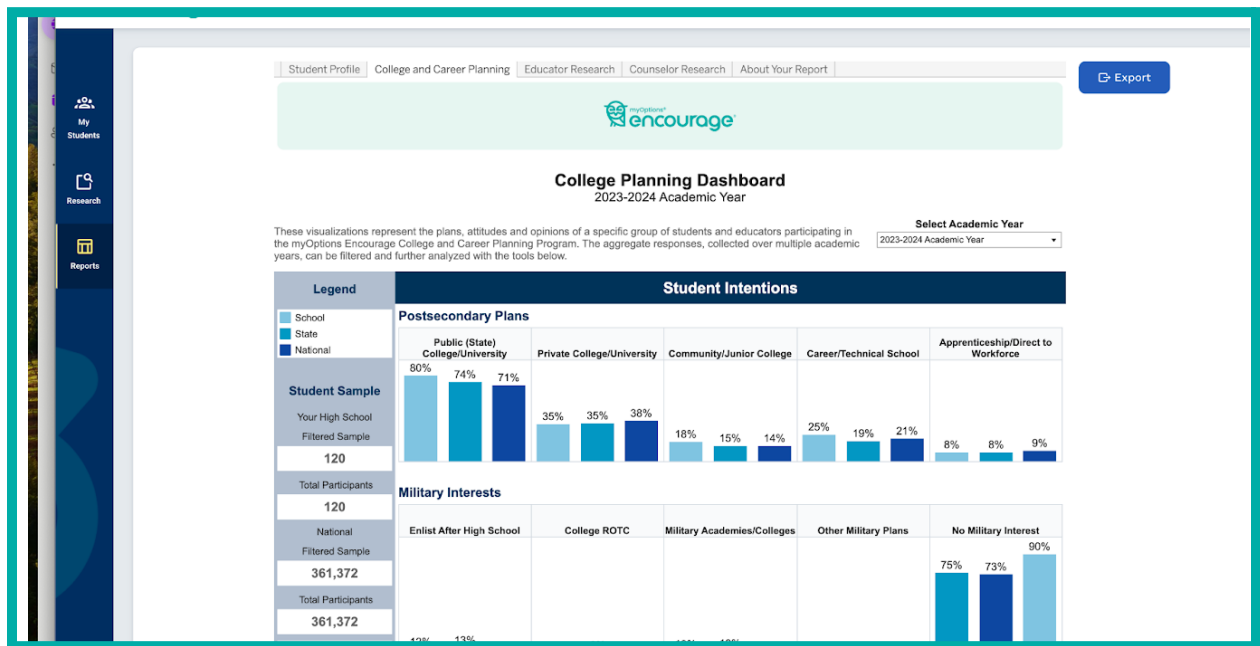 Student Profile
College and Career Planning
Educator Research
Counselor Research
About Your Report
Export
My
Students
Research
Reports
myOptions®
encourage
College Planning Dashboard
2023-2024 Academic Year
These visualizations represent the plans, attitudes and opinions of a specific group of students and educators participating in
the myOptions Encourage College and Career Planning Program. The aggregate responses, collected over multiple academic
years, can be filtered and further analyzed with the tools below.
Select Academic Year
2023-2024 Academic Year
Legend
School
State
National
Student Sample
Your High School
Filtered Sample
120
Total Participants
120
National
Filtered Sample
361,372
Total Participants
361,372
Student Intentions
Postsecondary Plans
Public (State)
College/University
80%
74%
71%
Private College/University
35%
35%
38%
Community/Junior College
18%
15%
14%
Career/Technical School
25%
19%
21%
Apprenticeship/Direct to
Workforce
8%
8%
9%
Military Interests
Enlist After High School
13%
College ROTC
Military Academies/Colleges
Other Military Plans
No Military Interest
75%
73%
90%